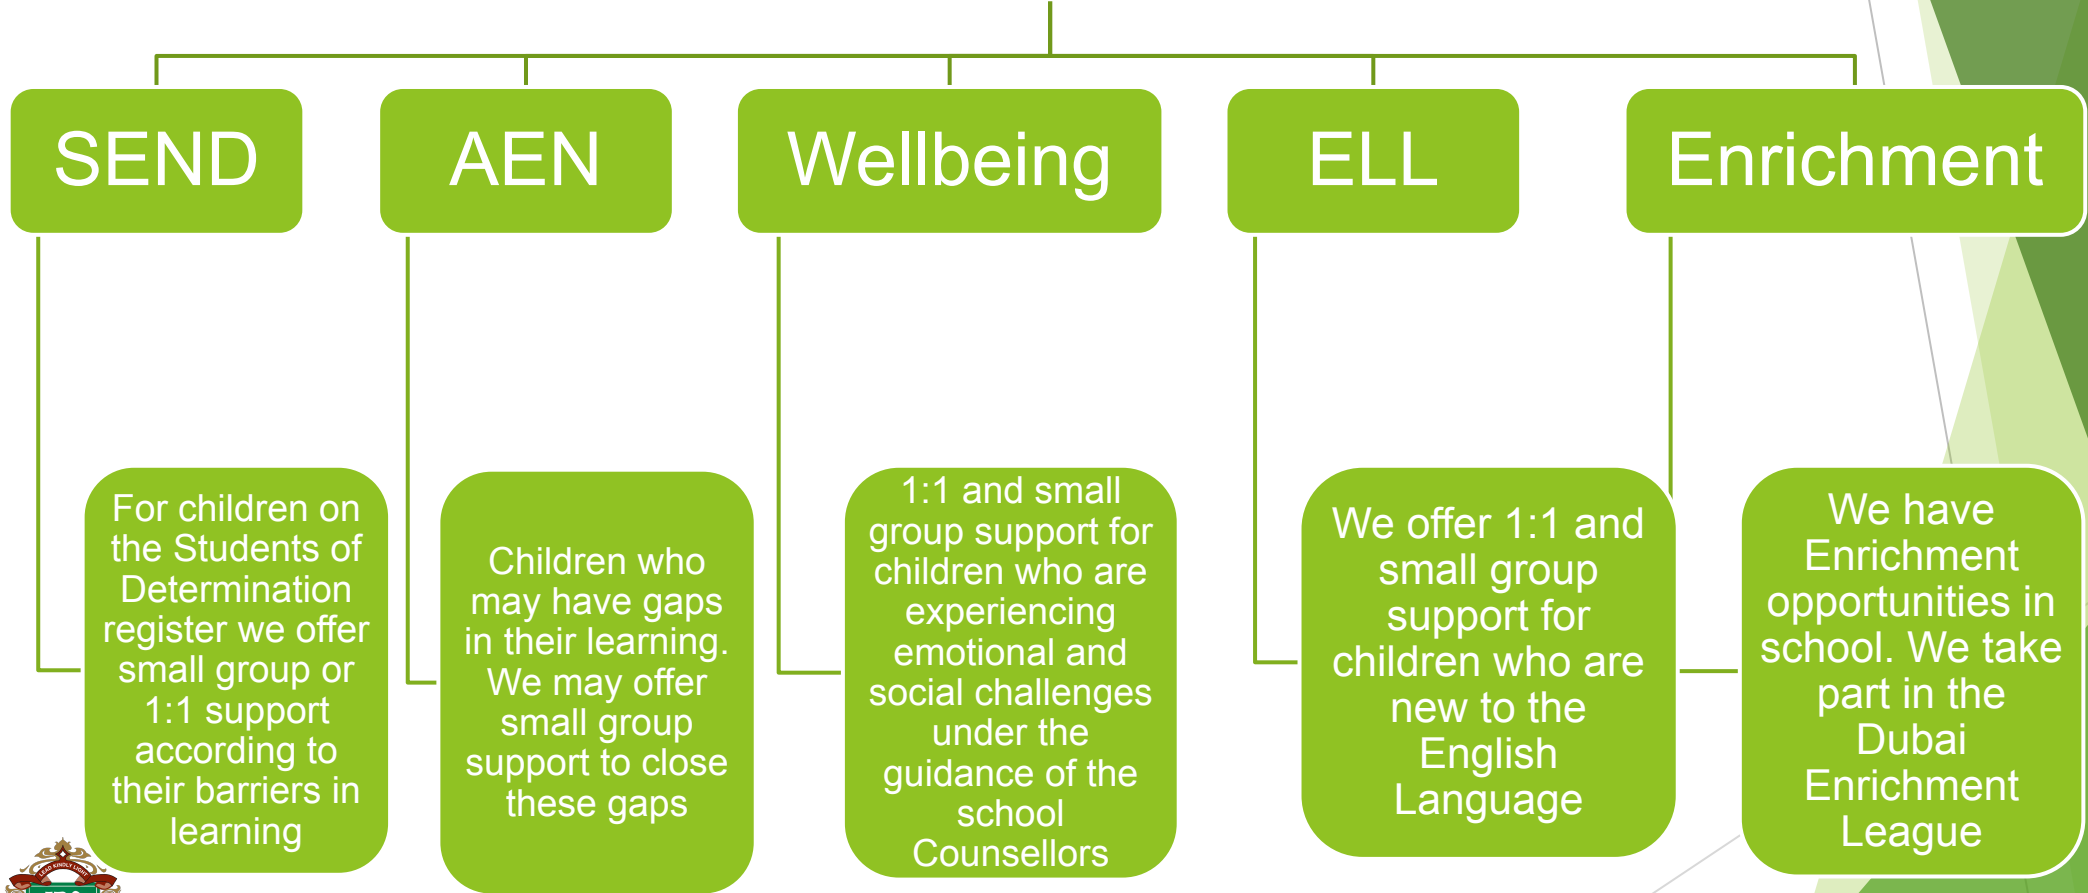 SEND
AEN
Wellbeing
ELL
Enrichment
For children on
the Students of
Determination
register we offer
small group or
1:1 support
according to
their barriers in
learning
Children who
may have gaps
in their learning.
We may offer
small group
support to close
these gaps
1:1 and small
group support for
children who are
experiencing
emotional and
social challenges
under the
guidance of the
school
Counsellors
We offer 1:1 and
small group
support for
children who are
new to the
English
Language
We have
Enrichment
opportunities in
school. We take
part in the
Dubai
Enrichment
League
LEAD KINDLY LIGHT